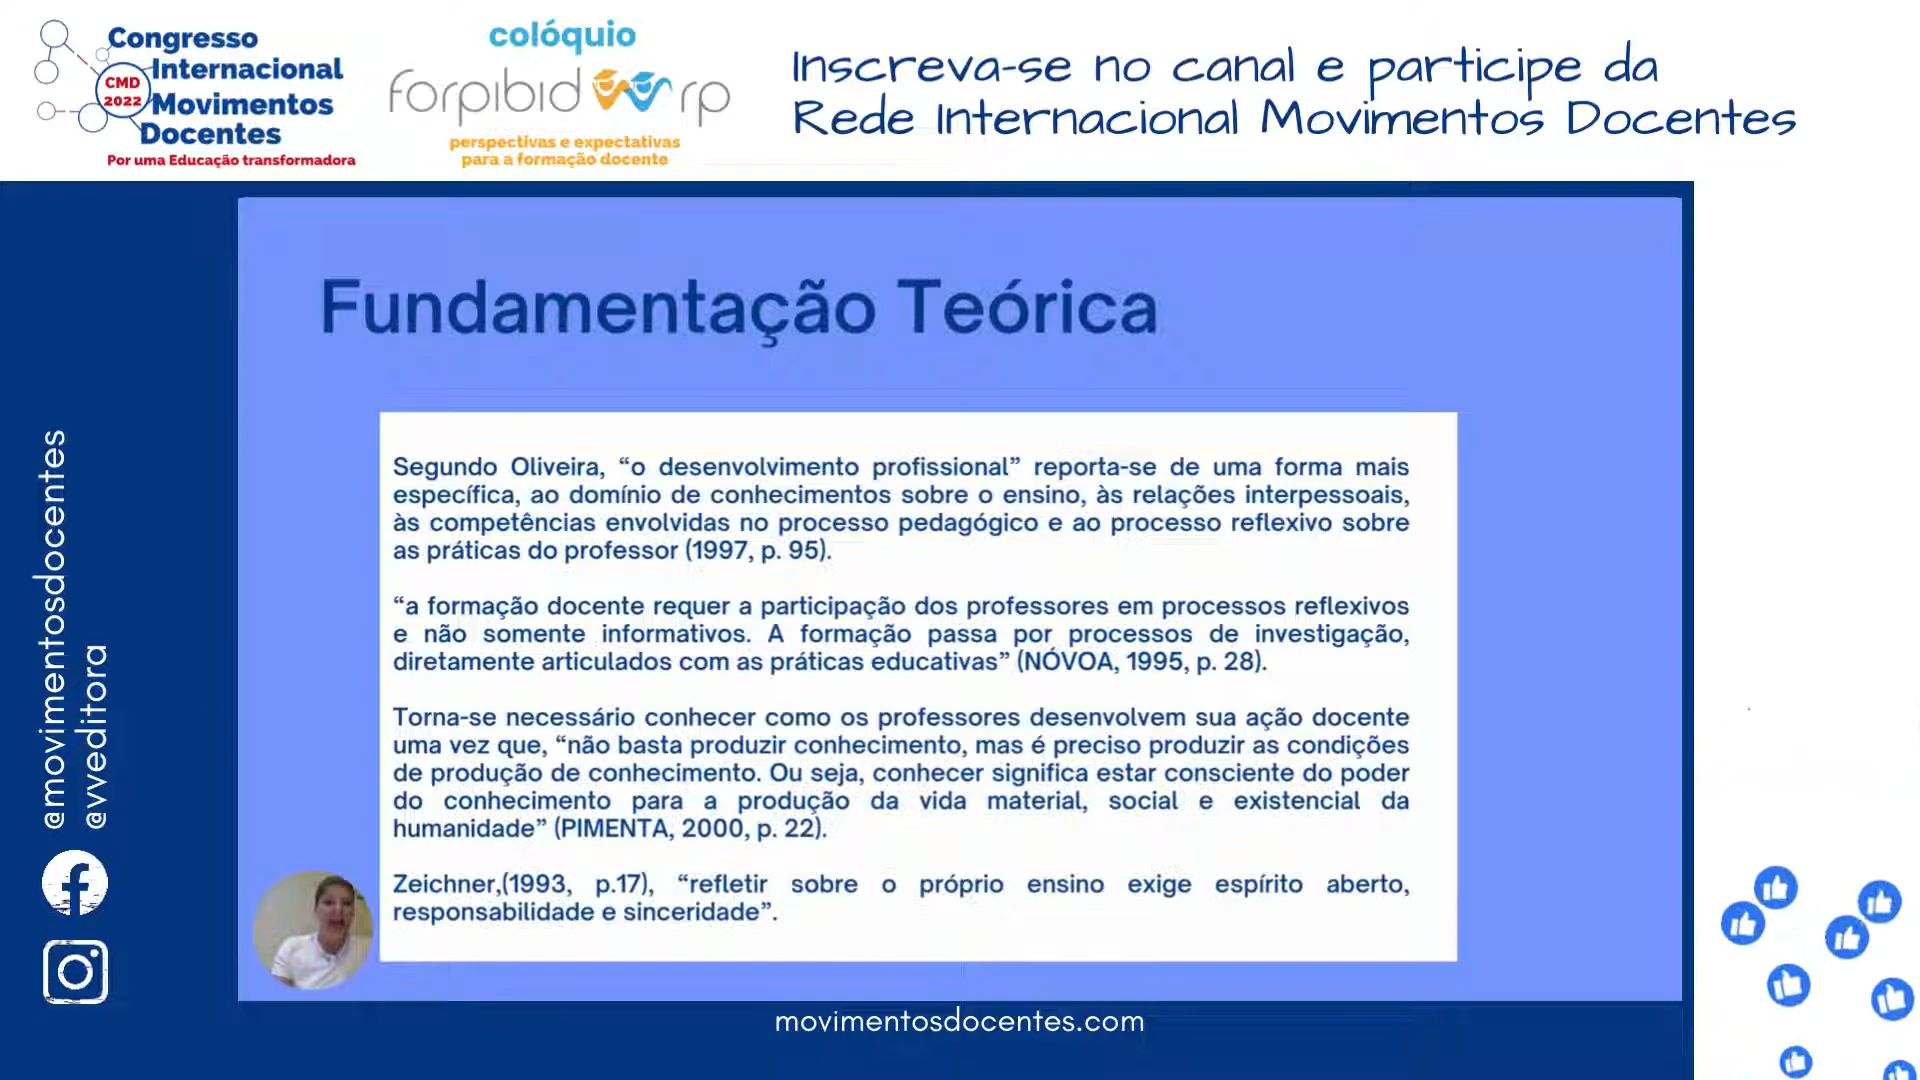 Congresso
Internacional
CMD
2022
Movimentos
Docentes
Por uma Educação transformadora
colóquio
forpibid rp
perspectivas e expectativas
para a formação docente
Inscreva-se no canal e participe da
Rede Internacional Movimentos Docentes
Fundamentação Teórica
Segundo Oliveira, “o desenvolvimento profissional” reporta-se de uma forma mais
específica, ao domínio de conhecimentos sobre o ensino, às relações interpessoais,
às competências envolvidas no processo pedagógico e ao processo reflexivo sobre
as práticas do professor (1997, p. 95).
“a formação docente requer a participação dos professores em processos reflexivos
e não somente informativos. A formação passa por processos de investigação,
diretamente articulados com as práticas educativas” (NÓVOA, 1995, p. 28).
Torna-se necessário conhecer como os professores desenvolvem sua ação docente
uma vez que, “não basta produzir conhecimento, mas é preciso produzir as condições
de produção de conhecimento. Ou seja, conhecer significa estar consciente do poder
do conhecimento para a produção da vida material, social e existencial da
humanidade” (PIMENTA, 2000, p. 22).
Zeichner,(1993, p.17), “refletir sobre o próprio ensino exige espírito aberto,
responsabilidade e sinceridade”.
@movimentosdocentes
@vveditora
movimentosdocentes.com